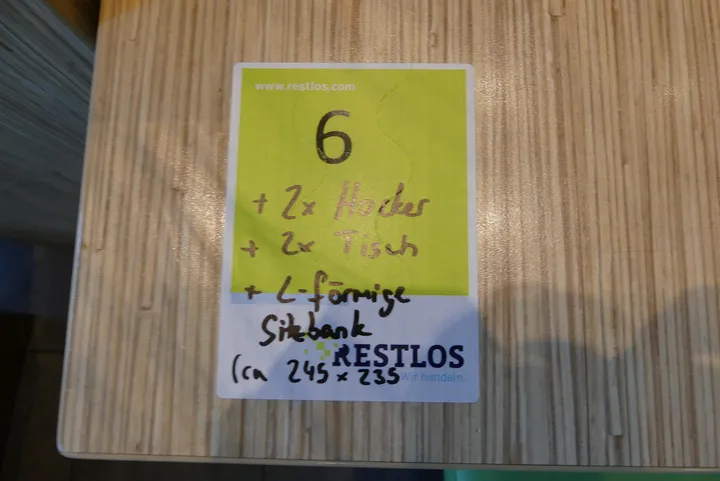 www.restlos.com
6
+ 2x Hocker
+ 2x Tisch
+ L-förmige
Sitzbank
RESTLOS
(ca 245 x 235
Wir handeln.